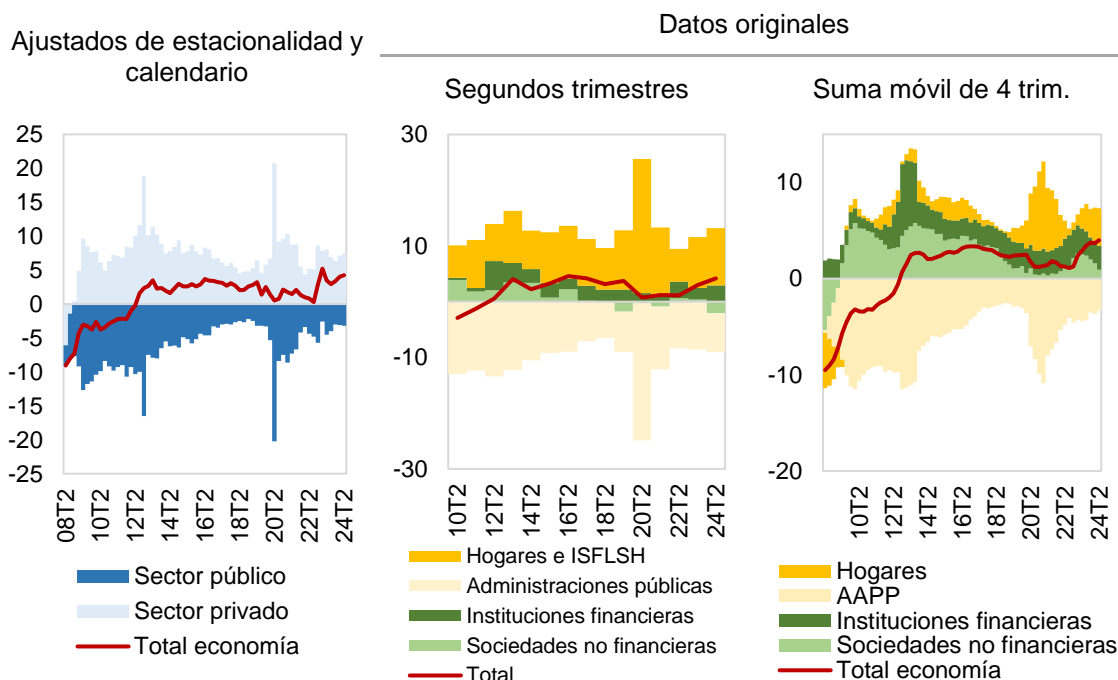 Ajustados de estacionalidad y
calendario
Datos originales
Segundos trimestres
Suma móvil de 4 trim.
25
20
15
10
5
0
-5
-10
-15
-20
-25
08T2
10T2
12T2
14T2
16T2
18T2
20T2
22T2
24T2
Sector público
Sector privado
Total economía
30
10
-10
-30
10T2
12T2
14T2
16T2
18T2
20T2
22T2
24T2
Hogares e ISFLSH
Administraciones públicas
Instituciones financieras
Sociedades no financieras
Total
10
0
-10
-20
10T2
12T2
14T2
16T2
18T2
20T2
22T2
24T2
Hogares
AAPP
Instituciones financieras
Sociedades no financieras
Total economía